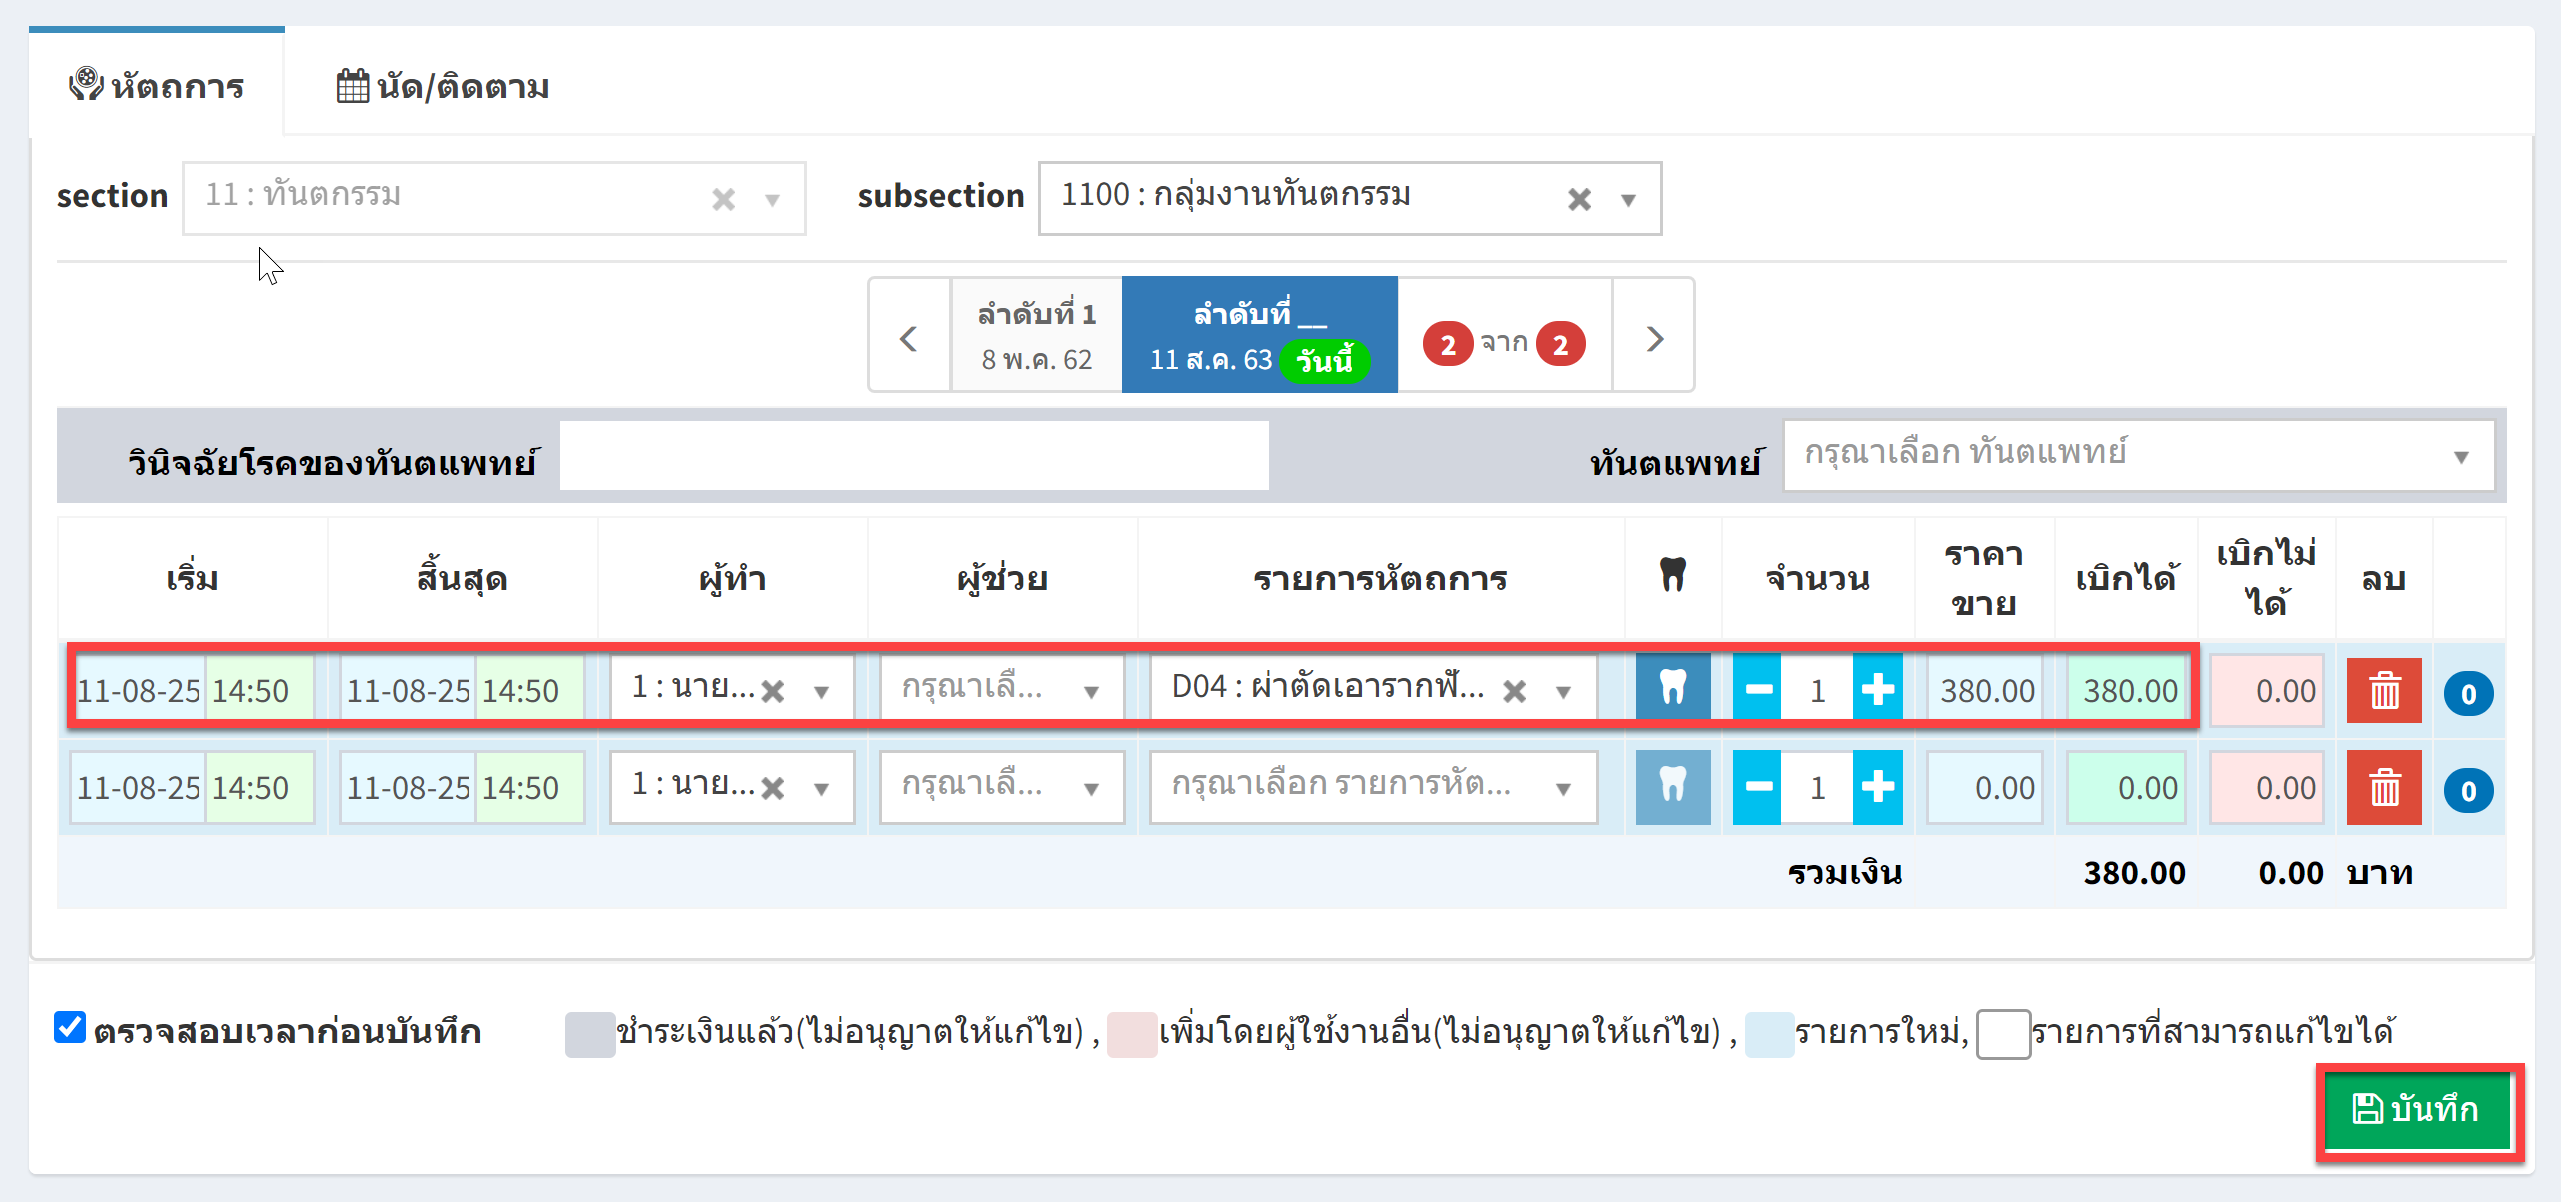 หัตถการ นัด/ติดตาม
section 11 : ทันตกรรม subsection 1100 : กลุ่มงานทันตกรรม
ลำดับที่ 1 ลำดับที่ __
8 พ.ค. 62 11 ส.ค. 63 วันนี้ 2 จาก 2
วินิจฉัยโรคของทันตแพทย์ ทันตแพทย์ กรุณาเลือก ทันตแพทย์
เริ่ม สิ้นสุด ผู้ทำ ผู้ช่วย รายการหัตถการ จำนวน ราคา
ขาย เบิกได้ เบิกไม่
ได้ ลบ
11-08-25 14:50 11-08-25 14:50 1 : นาย... กรุณาเลื... D04 : ผ่าตัดเอารากฟั... 1 380.00 380.00 0.00 0
11-08-25 14:50 11-08-25 14:50 1 : นาย... กรุณาเลื... กรุณาเลือก รายการหัต... 1 0.00 0.00 0.00 0
รวมเงิน 380.00 0.00 บาท
ตรวจสอบเวลาก่อนบันทึก ชำระเงินแล้ว(ไม่อนุญาตให้แก้ไข) , เพิ่มโดยผู้ใช้งานอื่น(ไม่อนุญาตให้แก้ไข) , รายการใหม่, รายการที่สามารถแก้ไขได้
บันทึก